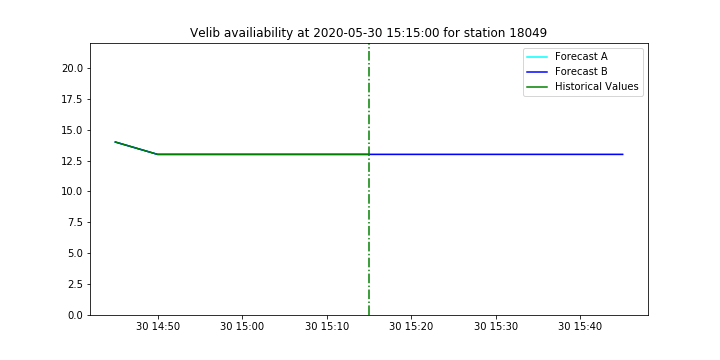 Velib availiability at 2020-05-30 15:15:00 for station 18049
Forecast A
Forecast B
Historical Values
20.0
17.5
15.0
12.5
10.0
7.5
5.0
2.5
0.0
30 14:50 30 15:00 30 15:10 30 15:20 30 15:30 30 15:40